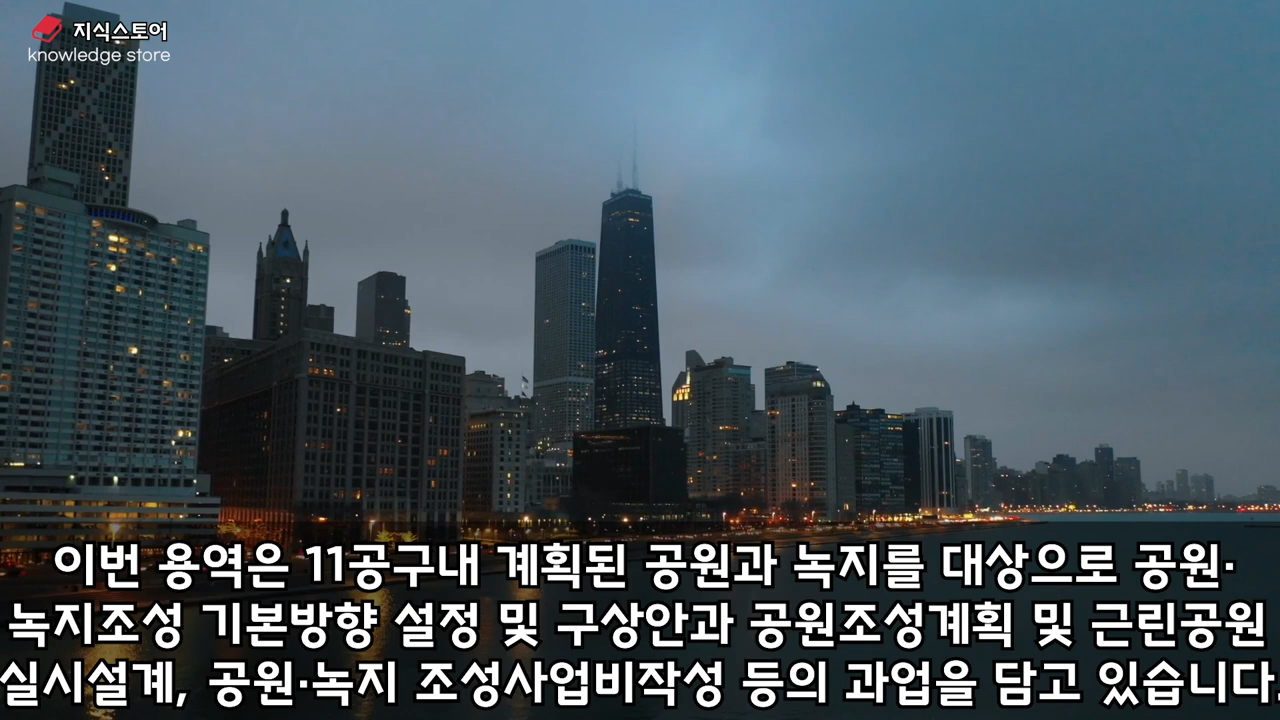 지식스토어
knowledge store
이번 용역은 11공구내 계획된 공원과 녹지를 대상으로 공원·
녹지조성 기본방향 설정 및 구상안과 공원조성계획 및 근린공원
실시설계, 공원·녹지 조성사업비작성 등의 과업을 담고 있습니다.